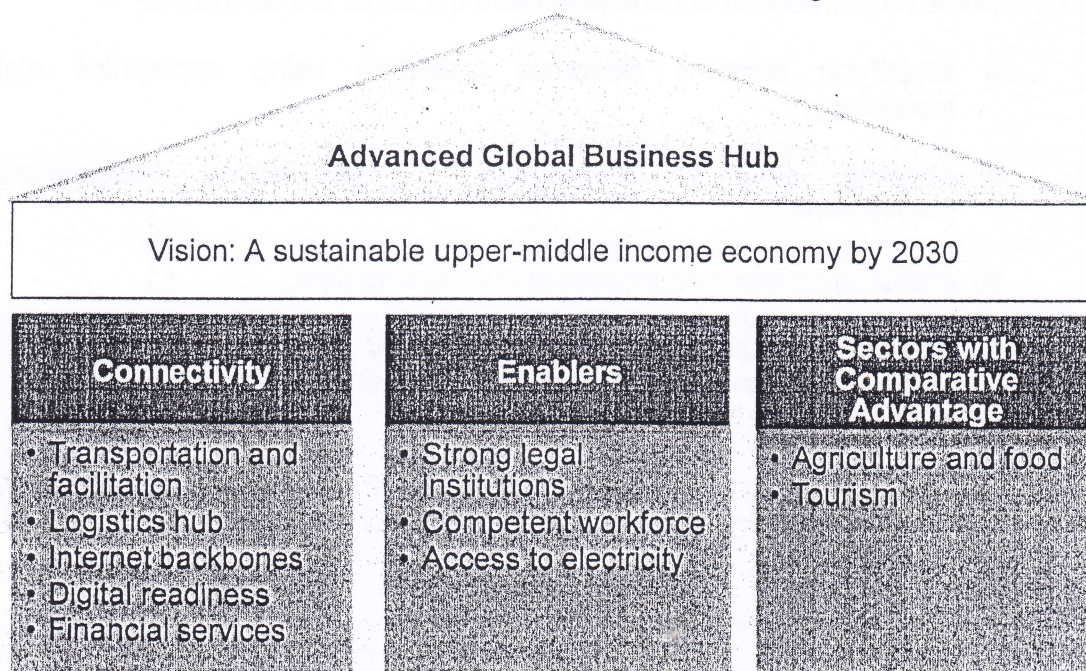 Advanced Global Business Hub
Vision: A sustainable upper-middle income economy by 2030
Connectivity
• Transportation and
facilitation
• Logistics hub
• Internet backbones
• Digital readiness
• Financial services
Enablers
• Strong legal
institutions
• Competent workforce
• Access to electricity
Sectors with
Comparative
Advantage
• Agriculture and food
• Tourism